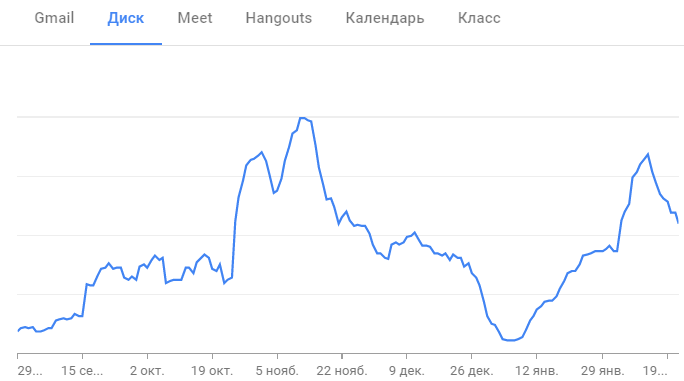 Gmail Диск Meet Hangouts Календарь Класс
29... 15 се... 2 окт. 19 окт. 5 нояб. 22 нояб. 9 дек. 26 дек. 12 янв. 29 янв. 19...